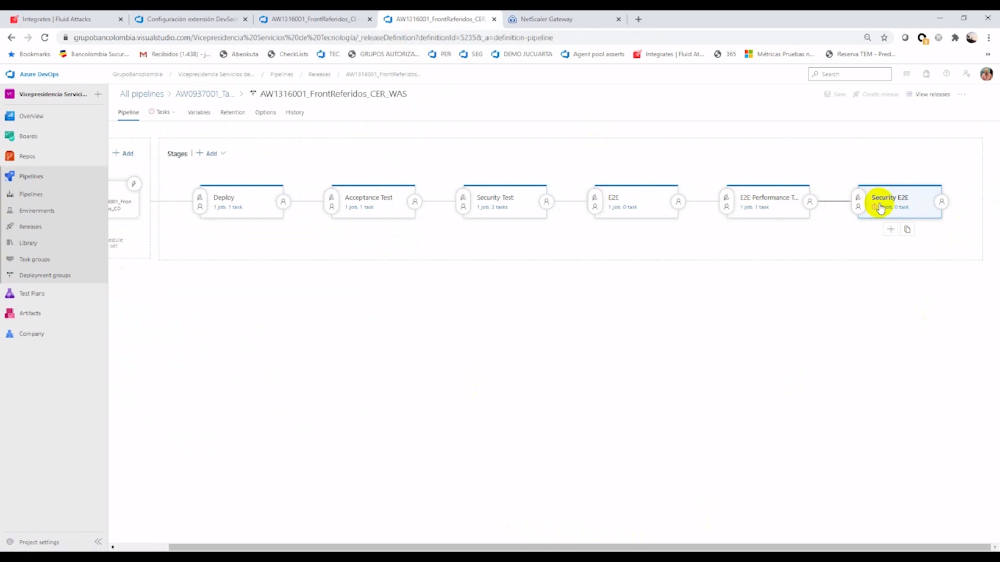 Integrates | Fluid Attacks
Configuración extensión DevSec
AW1316001_FrontReferidos_CI -
AW1316001_FrontReferidos_CER_
NetScaler Gateway
grupobancolombia.visualstudio.com/Vicepresidencia%20Servicios%20de%20Tecnología/_releaseDefinition?definitionId=5235&_a=definition-pipeline
Bookmarks
Bancolombia Sucur...
Recibidos (1.438) - j...
Abeokuta
CheckLists
TEC
GRUPOS AUTORIZA...
PER
SEG
DEMO JUCUARTA
Agent pool asserts
Integrates | Fluid At...
365
Métricas Pruebas n...
Reserva TEM - Pred...
»
Azure DevOps
GrupoBancolombia / Vicepresidencia Servicios de... / Pipelines / Releases / AW1316001_FrontReferidos...
Search
VT Vicepresidencia Servici... +
All pipelines > AW0937001_Ta... > AW1316001_FrontReferidos_CER_WAS
Save
Create release
View releases
...
Overview
Boards
Repos
Pipelines
Pipelines
Environments
Releases
Library
Task groups
Deployment groups
Test Plans
Artifacts
Company
Project settings
Pipeline
Tasks
Variables
Retention
Options
History
+ Add
Stages | + Add
001_Fron
s_CD
edule
set
Deploy
1 job, 1 task
Acceptance Test
1 job, 1 task
Security Test
1 job, 2 tasks
E2E
1 job, 0 task
E2E Performance T...
1 job, 1 task
Security E2E
job, 0 task